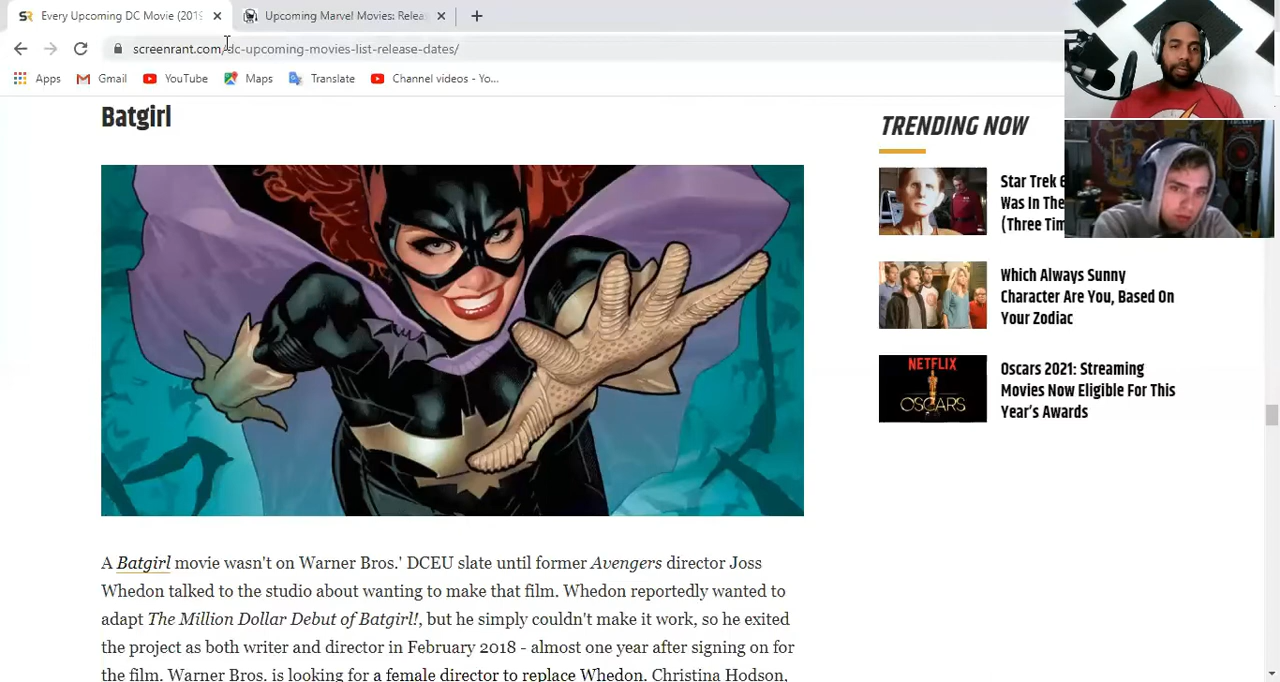 Every Upcoming DC Movie (2019
Upcoming Marvel Movies: Relea
screenrant.com/dc-upcoming-movies-list-release-dates/
Apps
Gmail
YouTube
Maps
Translate
Channel videos - Yo...
Batgirl
A Batgirl movie wasn't on Warner Bros.' DCEU slate until former Avengers director Joss
Whedon talked to the studio about wanting to make that film. Whedon reportedly wanted to
adapt The Million Dollar Debut of Batgirl!, but he simply couldn't make it work, so he exited
the project as both writer and director in February 2018 - almost one year after signing on for
the film. Warner Bros. is looking for a female director to replace Whedon. Christina Hodson,
TRENDING NOW
Star Trek
Was In The
(Three Tim
Which Always Sunny
Character Are You, Based On
Your Zodiac
NETFLIX
OSCARS
Oscars 2021: Streaming
Movies Now Eligible For This
Year's Awards